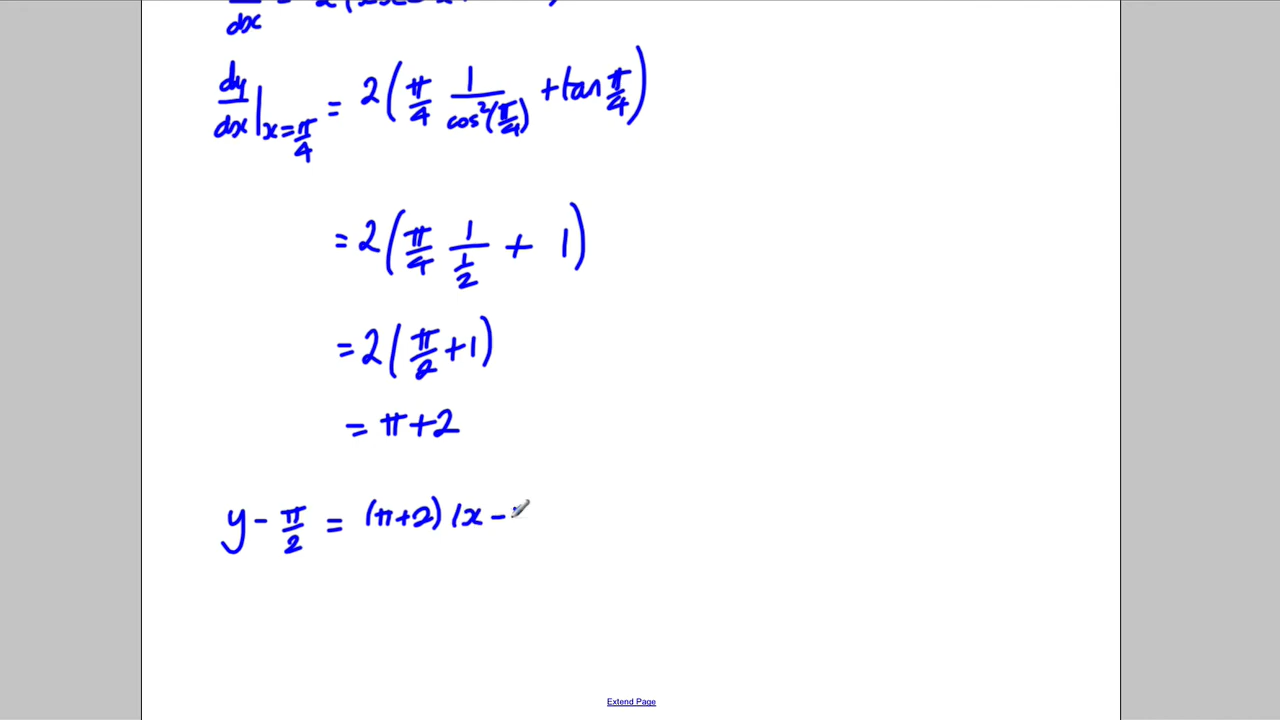 dx
dy/dx|x=π/4 = 2(π/4 1/cos²(π/4) + tan π/4)
= 2(π/4 1/(1/2) + 1)
= 2(π/2 + 1)
= π+2
y - π/2 = (π+2)(x -
Extend Page